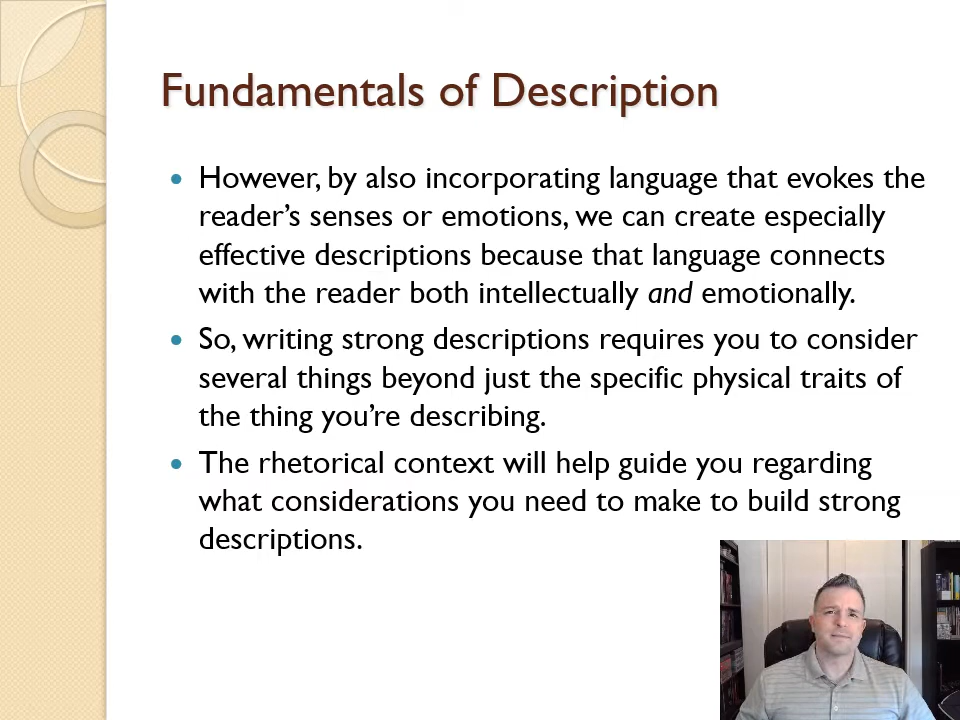 Fundamentals of Description
However, by also incorporating language that evokes the
reader’s senses or emotions, we can create especially
effective descriptions because that language connects
with the reader both intellectually and emotionally.
So, writing strong descriptions requires you to consider
several things beyond just the specific physical traits of
the thing you’re describing.
The rhetorical context will help guide you regarding
what considerations you need to make to build strong
descriptions.